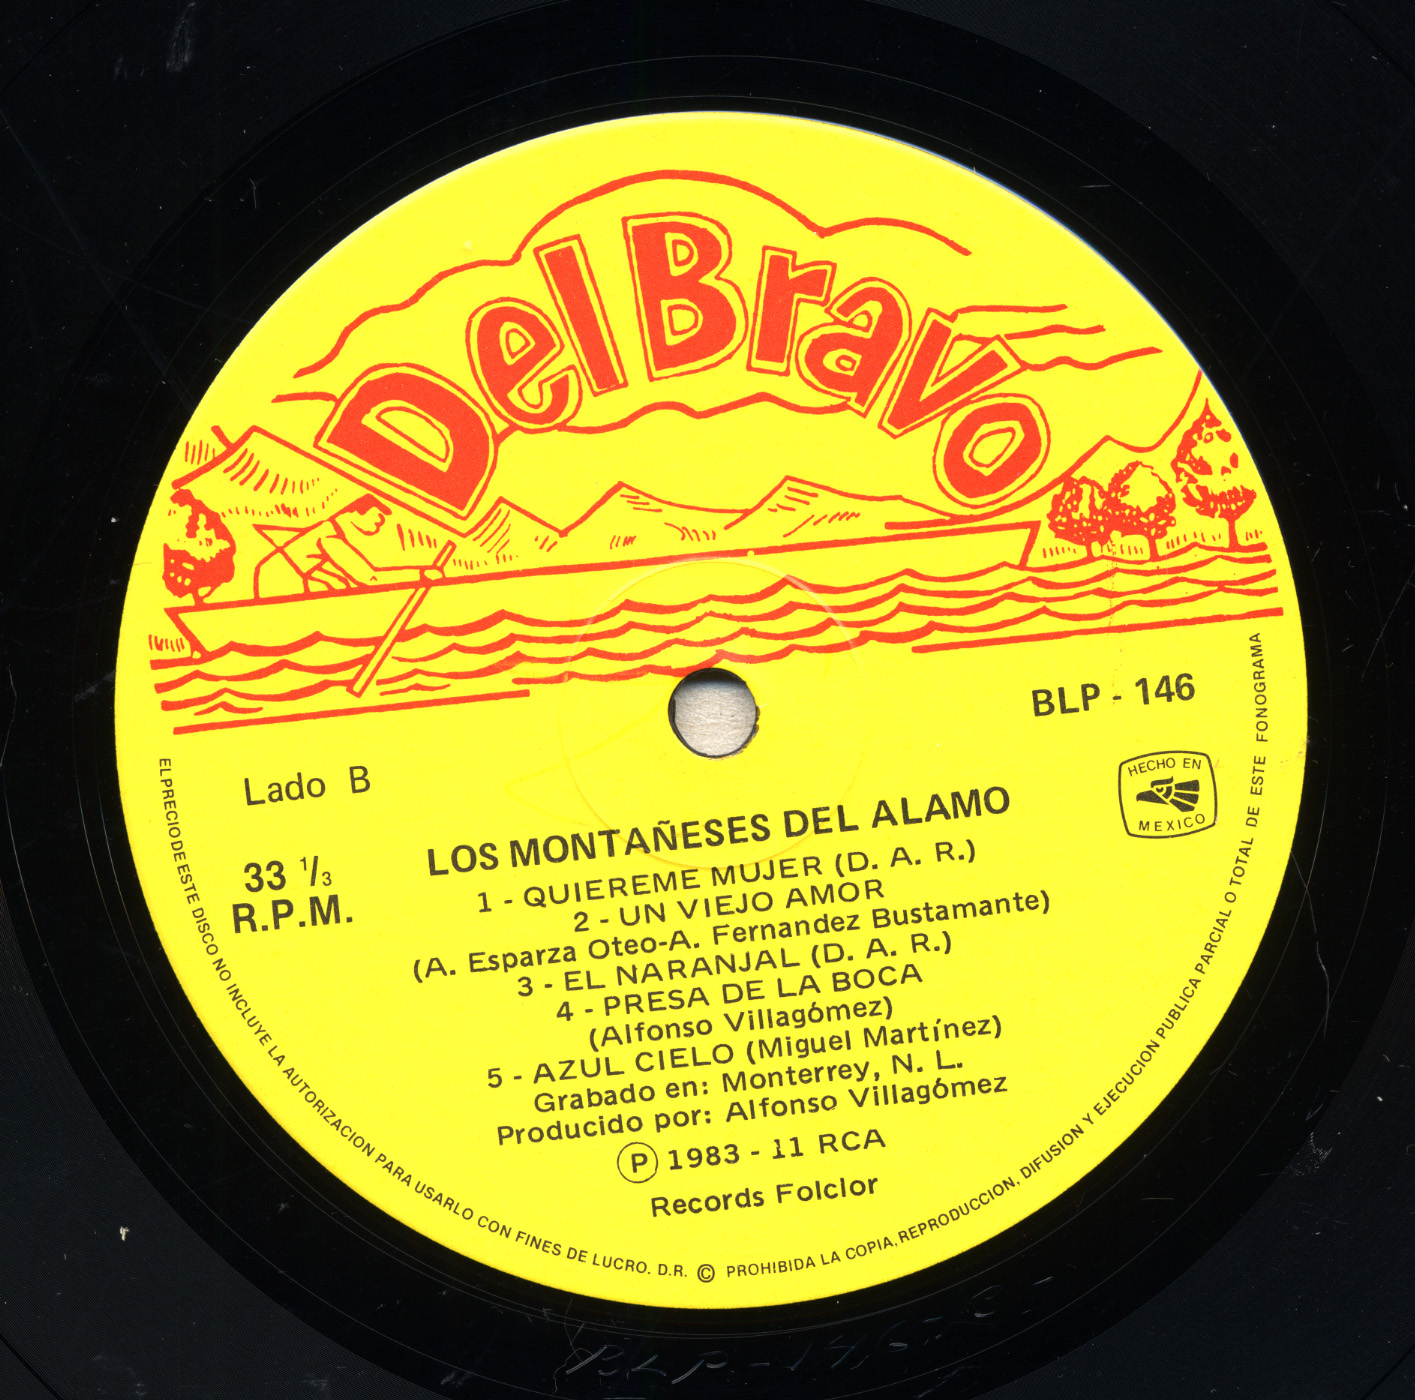 Del Bravo
BLP - 146
HECHO EN
MEXICO
Lado B
33 1/3
R.P.M.
LOS MONTAÑESES DEL ALAMO
1 - QUIEREME MUJER (D. A. R.)
2 - UN VIEJO AMOR
(A. Esparza Oteo-A. Fernandez Bustamante)
3 - EL NARANJAL (D. A. R.)
4 - PRESA DE LA BOCA
(Alfonso Villagómez)
5 - AZUL CIELO (Miguel Martínez)
Grabado en: Monterrey, N. L.
Producido por: Alfonso Villagómez
Ⓟ 1983 - 11 RCA
Records Folclor
EL PRECIO DE ESTE DISCO NO INCLUYE LA AUTORIZACION PARA USARLO CON FINES DE LUCRO. D.R. © PROHIBIDA LA COPIA, REPRODUCCION, DIFUSION Y EJECUCION PUBLICA PARCIAL O TOTAL DE ESTE FONOGRAMA